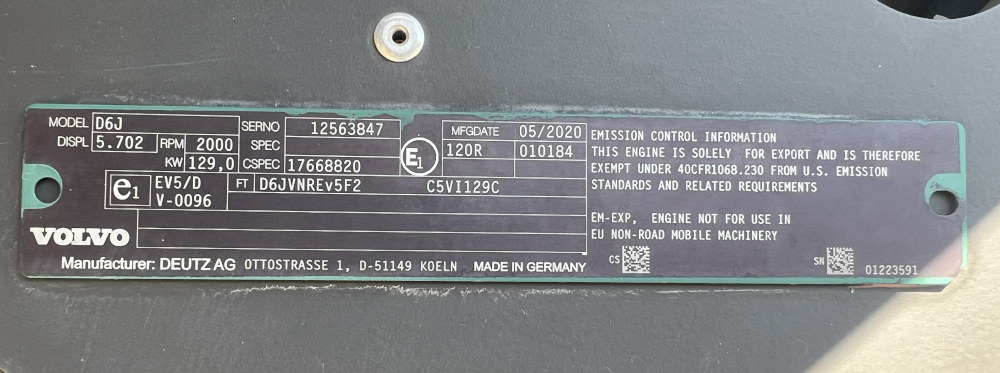 MODEL D6J SERNO 12563847 MFGDATE 05/2020
DISPL 5.702 RPM 2000 SPEC E1 120R 010184
KW 129,0 CSPEC 17668820
e1 EV5/D FT D6JVNREv5F2 C5VI129C
V-0096
VOLVO
Manufacturer: DEUTZ AG OTTOSTRASSE 1, D-51149 KOELN MADE IN GERMANY
EMISSION CONTROL INFORMATION
THIS ENGINE IS SOLELY FOR EXPORT AND IS THEREFORE
EXEMPT UNDER 40CFR1068.230 FROM U.S. EMISSION
STANDARDS AND RELATED REQUIREMENTS
EM-EXP, ENGINE NOT FOR USE IN
EU NON-ROAD MOBILE MACHINERY
CS SN 01223591